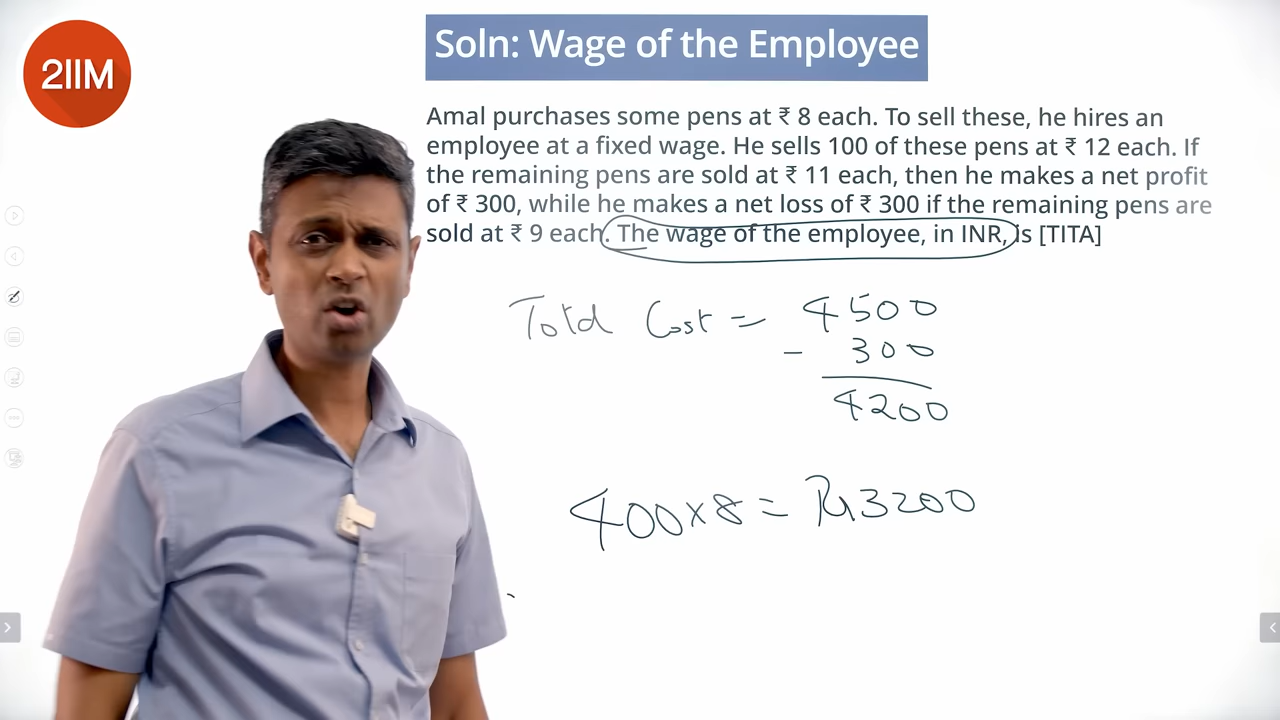 2IIM
Soln: Wage of the Employee
Amal purchases some pens at ₹ 8 each. To sell these, he hires an
employee at a fixed wage. He sells 100 of these pens at ₹ 12 each. If
the remaining pens are sold at ₹ 11 each, then he makes a net profit
of ₹ 300, while he makes a net loss of ₹ 300 if the remaining pens are
sold at ₹ 9 each. The wage of the employee, in INR, is [TITA]
Total Cost = 4500
- 300
4200
400x8 = Rs3200